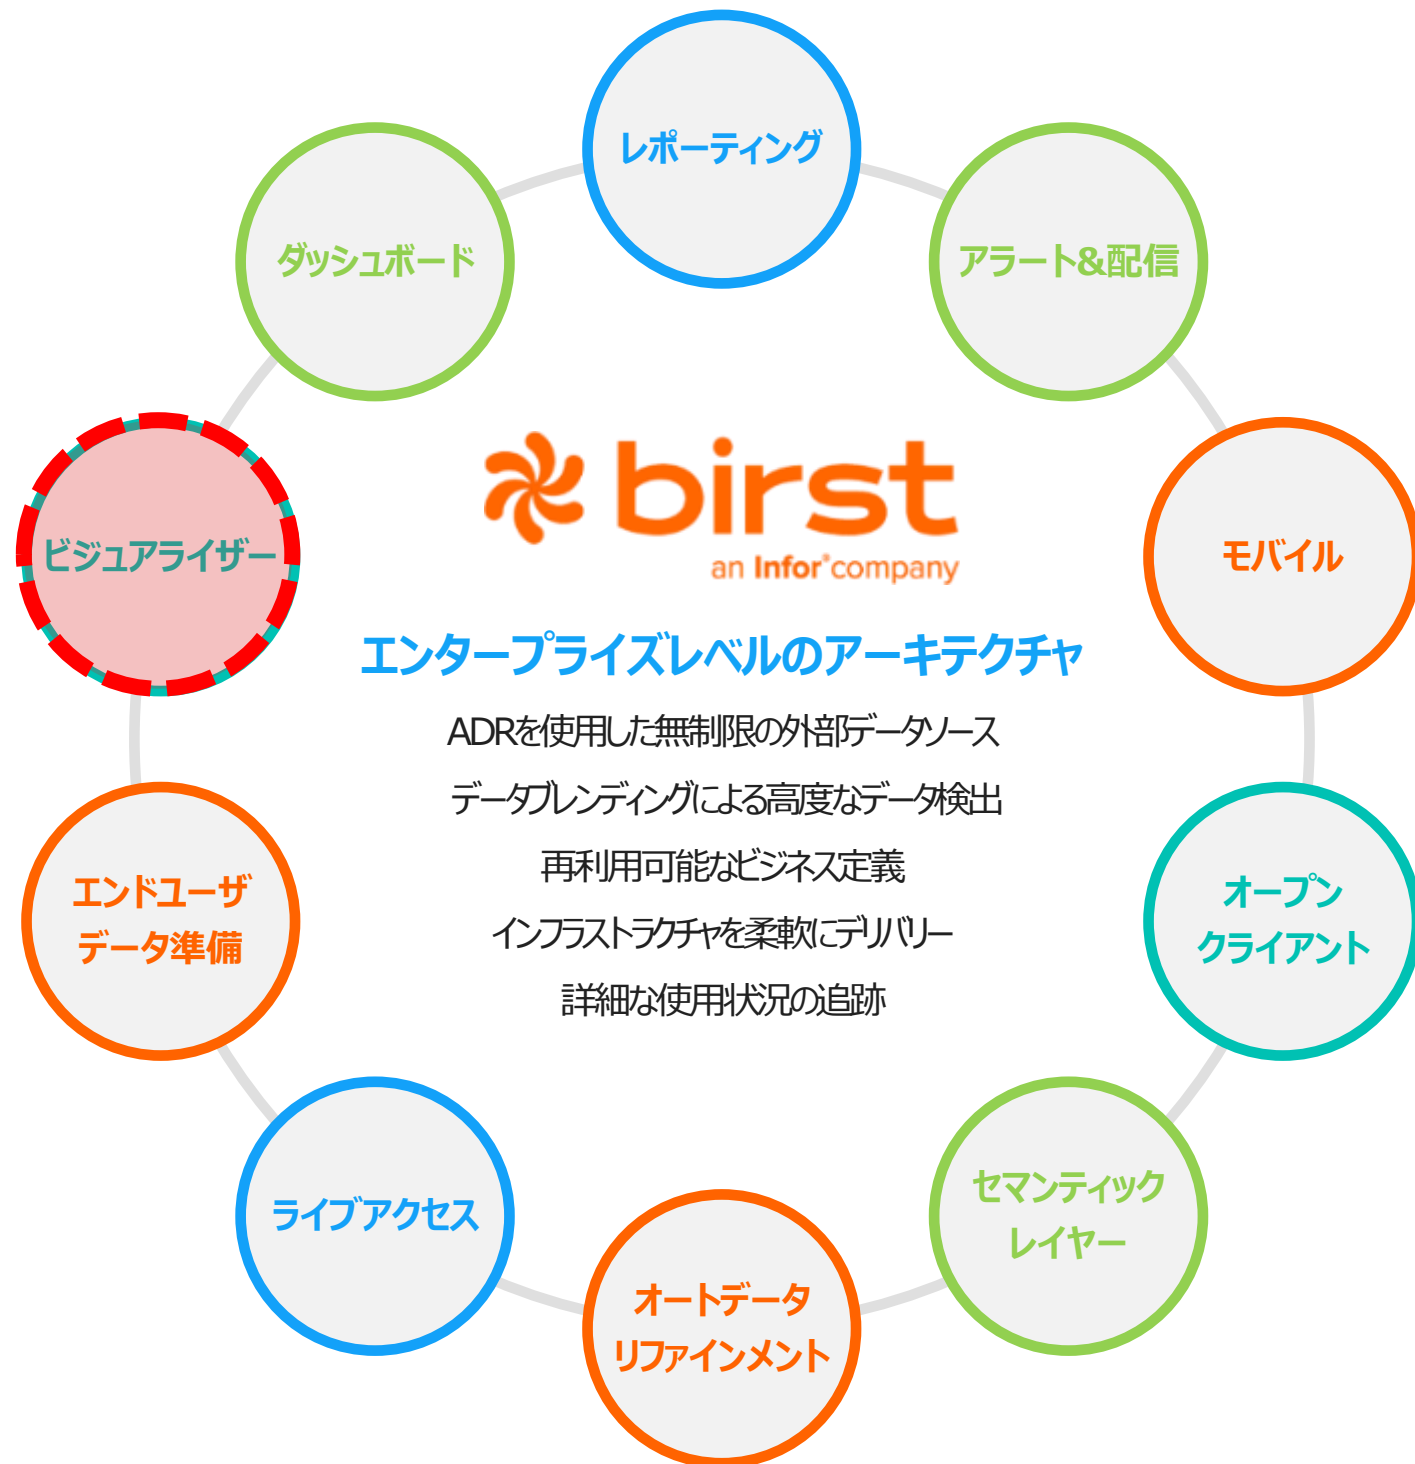 レポーティング
ダッシュボード
アラート&配信
birst
an Infor®company
ビジュアライザー
モバイル
エンタープライズレベルのアーキテクチャ
ADRを使用した無制限の外部データソース
データブレンディングによる高度なデータ検出
再利用可能なビジネス定義
インフラストラクチャを柔軟にデリバリー
詳細な使用状況の追跡
エンドユーザ
データ準備
オープン
クライアント
ライブアクセス
セマンティック
レイヤー
オートデータ
リファインメント